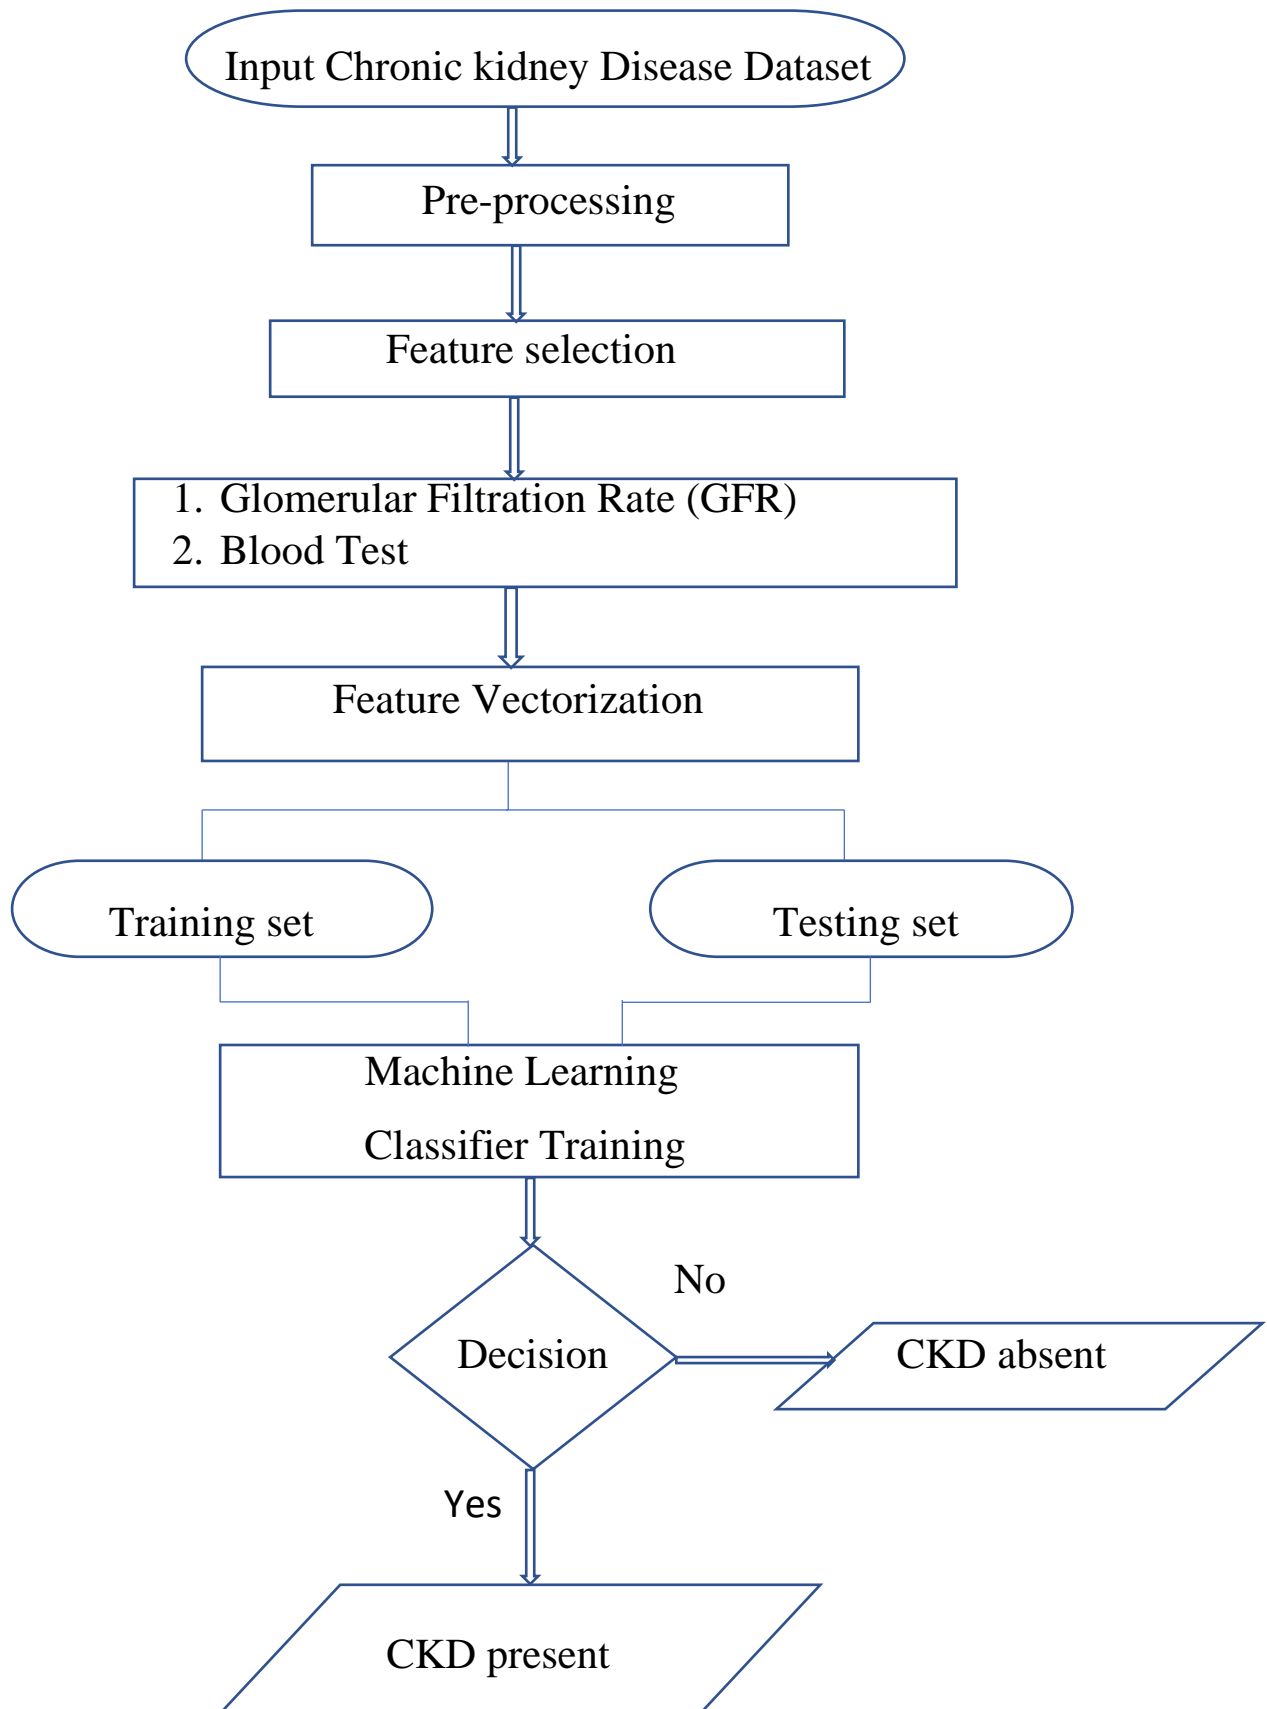 Input Chronic kidney Disease Dataset
Pre-processing
Feature selection
1. Glomerular Filtration Rate (GFR)
2. Blood Test
Feature Vectorization
Training set
Testing set
Machine Learning
Classifier Training
No
Decision
CKD absent
Yes
CKD present